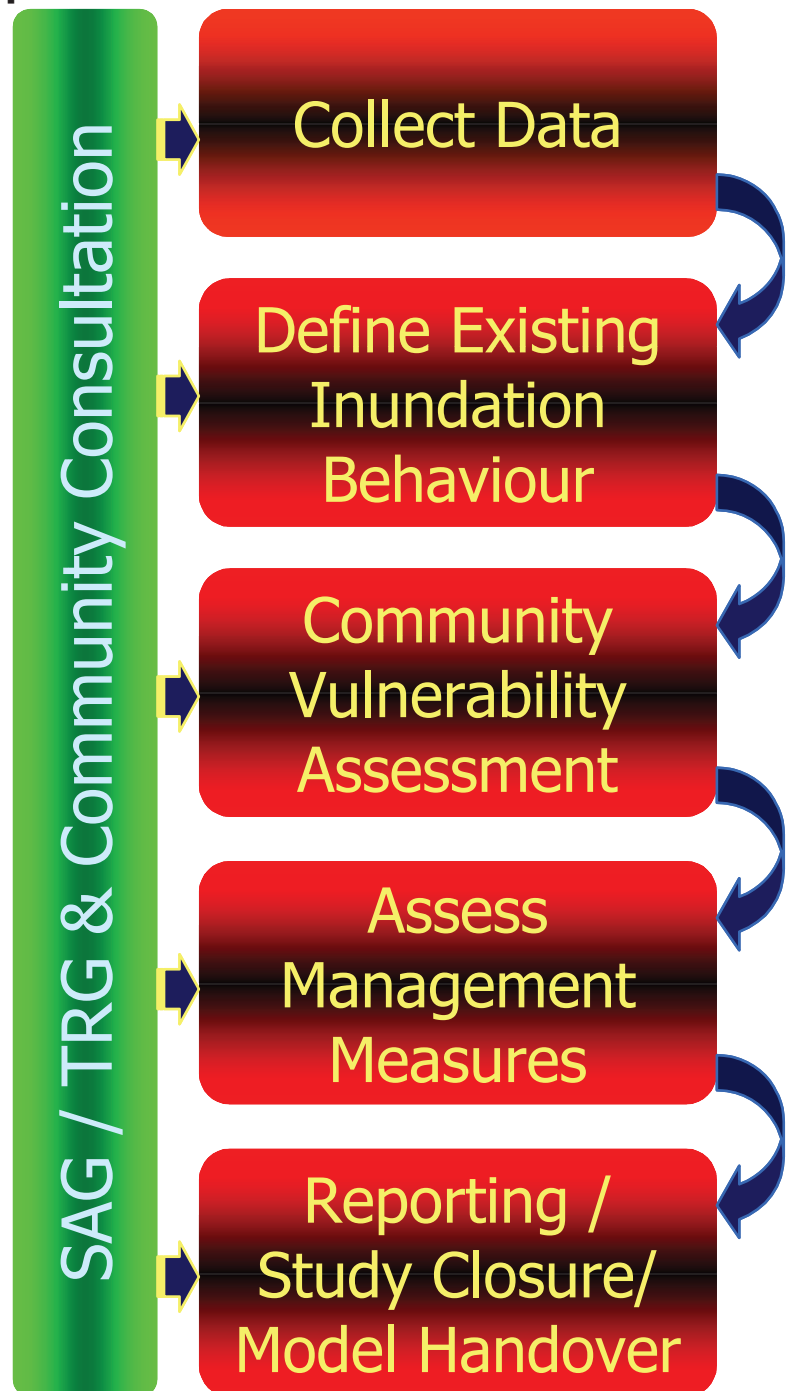 SAG / TRG & Community Consultation
Collect Data
Define Existing
Inundation
Behaviour
Community
Vulnerability
Assessment
Assess
Management
Measures
Reporting /
Study Closure/
Model Handover